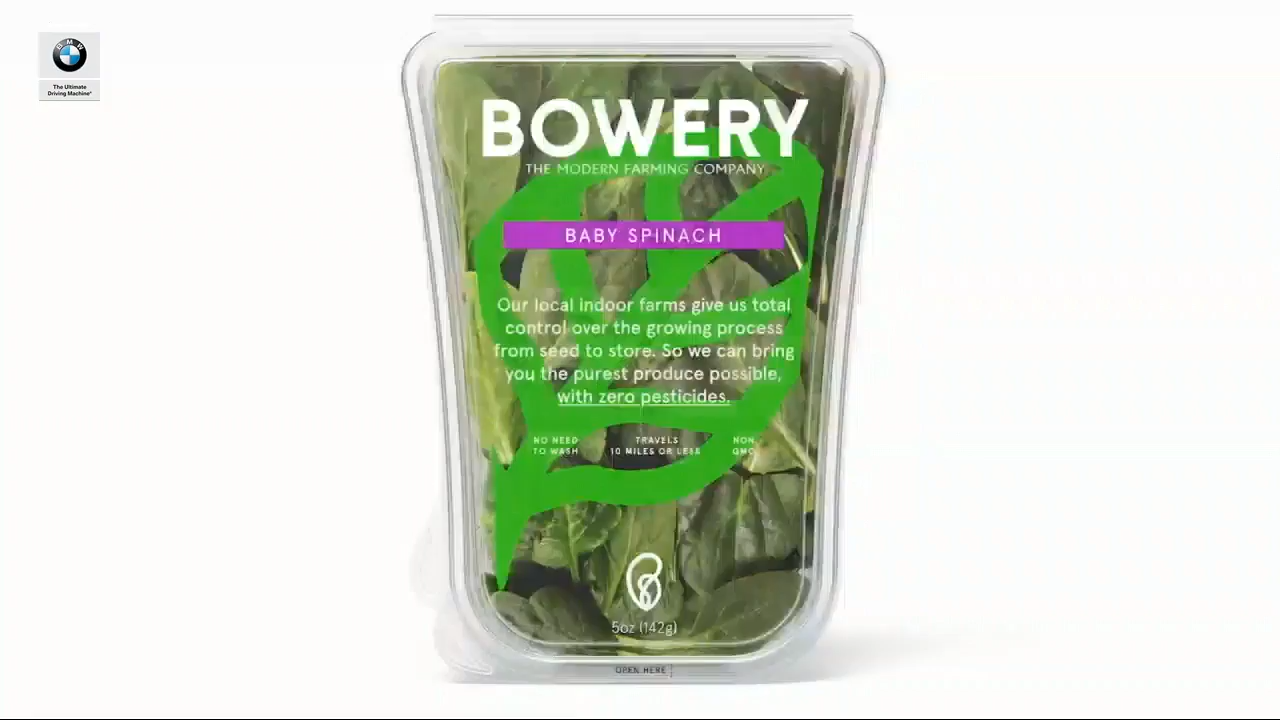 BMW
The Ultimate
Driving Machine®
BOWERY
THE MODERN FARMING COMPANY
BABY SPINACH
Our local indoor farms give us total
control over the growing process
from seed to store. So we can bring
you the purest produce possible,
with zero pesticides.
NO NEED
TO WASH
TRAVELS
10 MILES OR LESS
NON
GMO
5oz (142g)
OPEN HERE